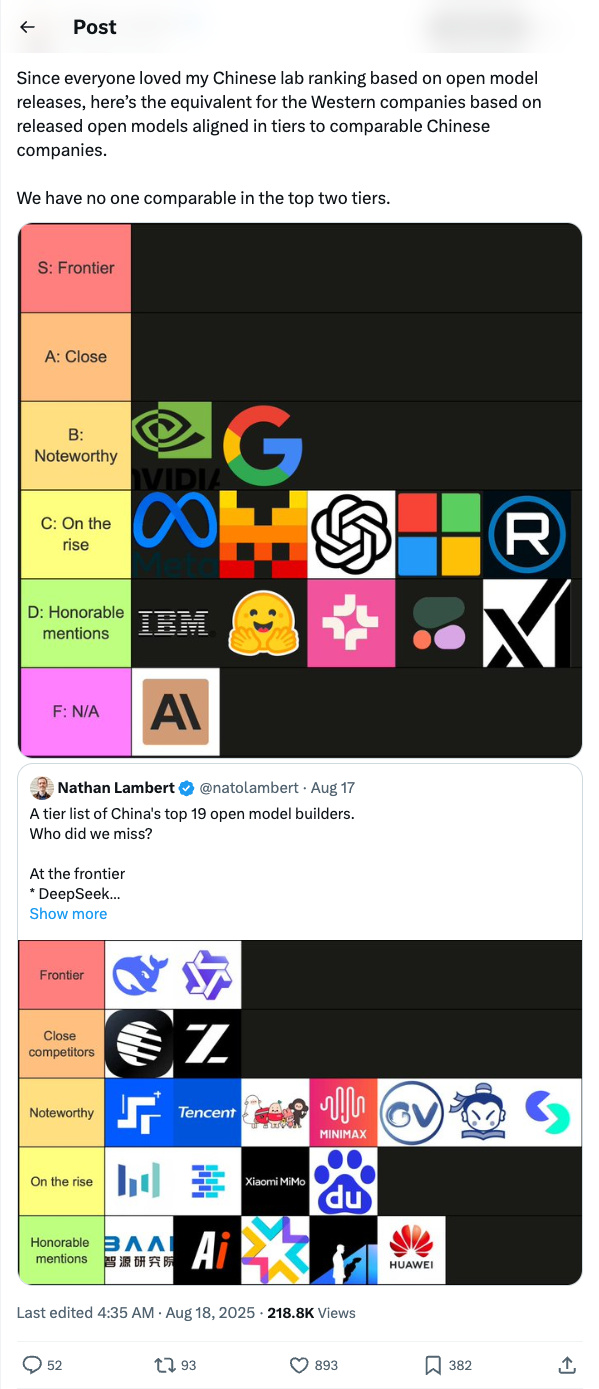 Post
Since everyone loved my Chinese lab ranking based on open model
releases, here’s the equivalent for the Western companies based on
released open models aligned in tiers to comparable Chinese
companies.
We have no one comparable in the top two tiers.
S: Frontier
A: Close
B:
Noteworthy
NVIDIA
C: On the
rise
Meta
D: Honorable
mentions
IBM
F: N/A
Nathan Lambert @natolambert · Aug 17
A tier list of China's top 19 open model builders.
Who did we miss?
At the frontier
* DeepSeek...
Show more
Frontier
Close
competitors
Noteworthy
Tencent
MINIMAX
GV
On the rise
Xiaomi MiMo
du
Honorable
mentions
BAAI
智源研究院
Ai
HUAWEI
Last edited 4:35 AM · Aug 18, 2025 · 218.8K Views
52
93
893
382